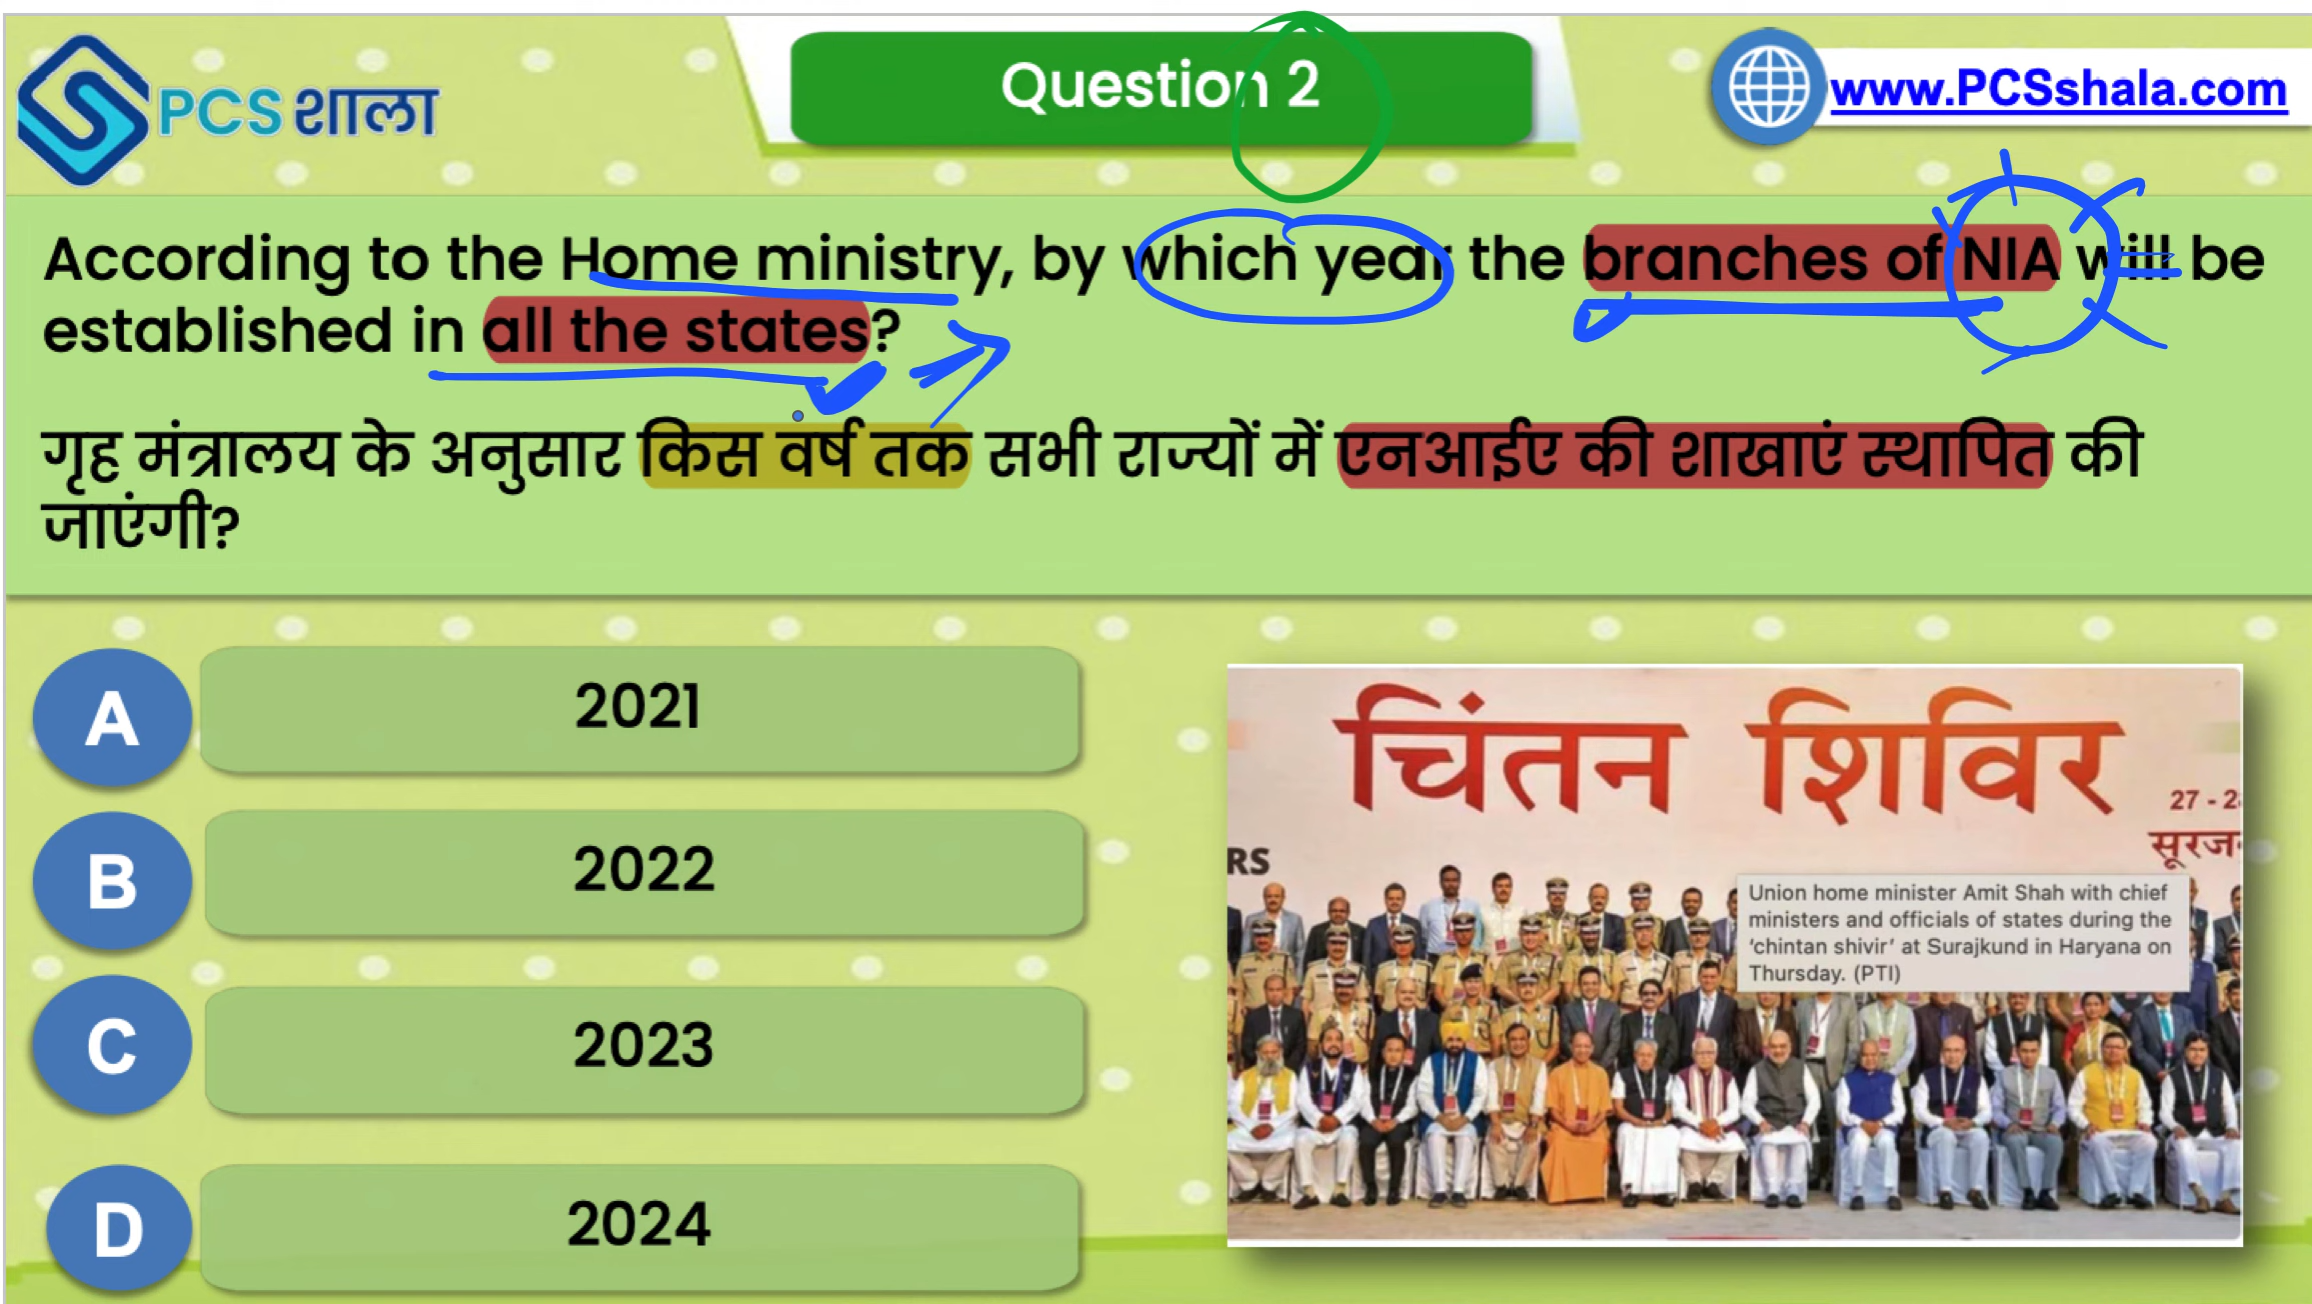 PCS शाला
Question 2
www.PCSshala.com
According to the Home ministry, by which year the branches of NIA will be
established in all the states?
गृह मंत्रालय के अनुसार किस वर्ष तक सभी राज्यों में एनआईए की शाखाएं स्थापित की
जाएंगी?
A 2021
B 2022
C 2023
D 2024
चिंतन शिविर
27 - 2
सूरज
RS
Union home minister Amit Shah with chief
ministers and officials of states during the
‘chintan shivir’ at Surajkund in Haryana on
Thursday. (PTI)